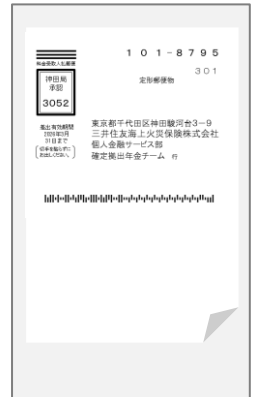 101-8795
301
料金受取人払郵便
神田局
承認
3052
定形郵便物
差出有効期間
2026年3月
31日まで
切手を貼らずに
お出しください。
東京都千代田区神田駿河台3-9
三井住友海上火災保険株式会社
個人金融サービス部
確定拠出年金チーム 行